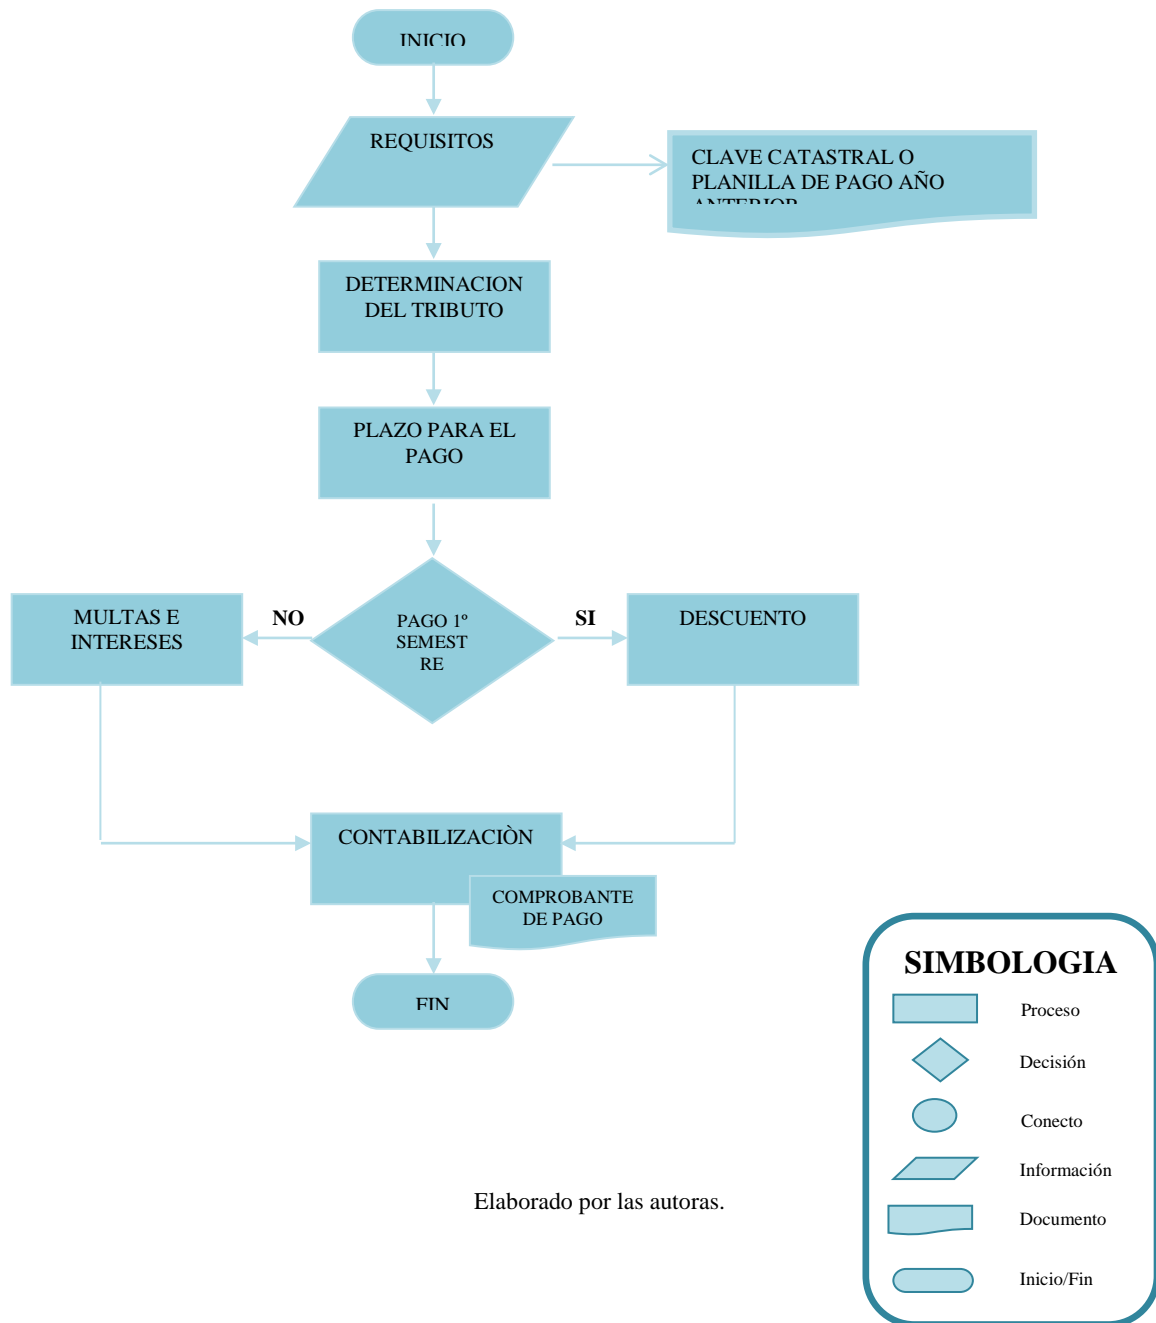 INICIO
REQUISITOS
CLAVE CATASTRAL O
PLANILLA DE PAGO AÑO
ANTERIOR
DETERMINACION
DEL TRIBUTO
PLAZO PARA EL
PAGO
MULTAS E
INTERESES
NO
PAGO 1º
SEMEST
RE
SI
DESCUENTO
CONTABILIZACIÒN
COMPROBANTE
DE PAGO
FIN
SIMBOLOGIA
Proceso
Decisión
Conecto
Información
Documento
Inicio/Fin
Elaborado por las autoras.